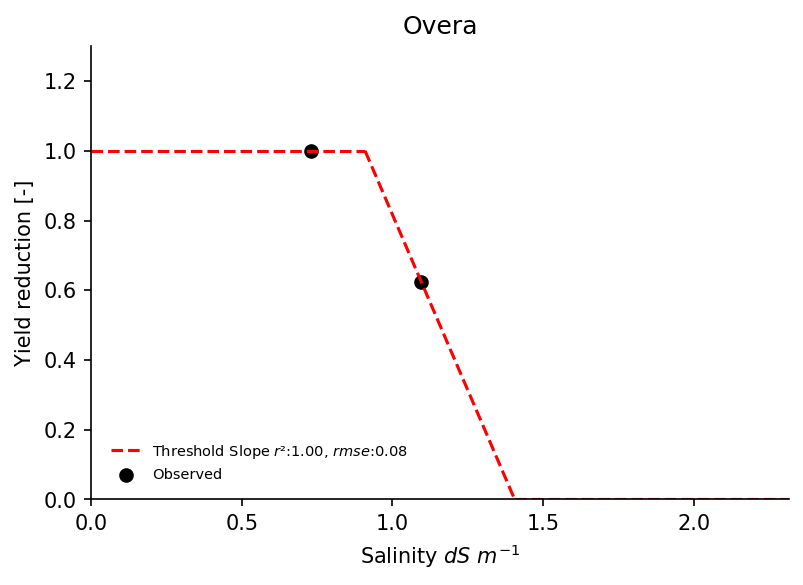 Overa
Yield reduction [-]
1.2
1.0
0.8
0.6
0.4
0.2
0.0
Threshold Slope r²:1.00, rmse:0.08
Observed
0.0 0.5 1.0 1.5 2.0
Salinity dS m⁻¹